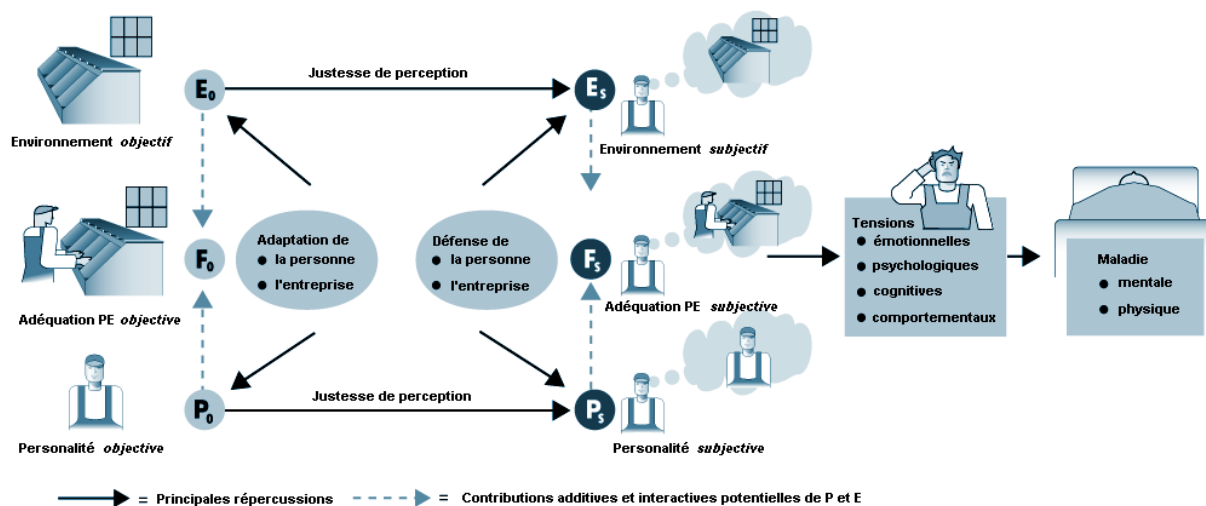 Justesse de perception
E₀
Eₛ
Environnement objectif
Environnement subjectif
Adaptation de
la personne
l'entreprise
Défense de
la personne
l'entreprise
F₀
Fₛ
Adéquation PE objective
Adéquation PE subjective
Tensions
émotionnelles
psychologiques
cognitives
comportementaux
Maladie
mentale
physique
Justesse de perception
P₀
Pₛ
Personalité objective
Personalité subjective
= Principales répercussions
= Contributions additives et interactives potentielles de P et E